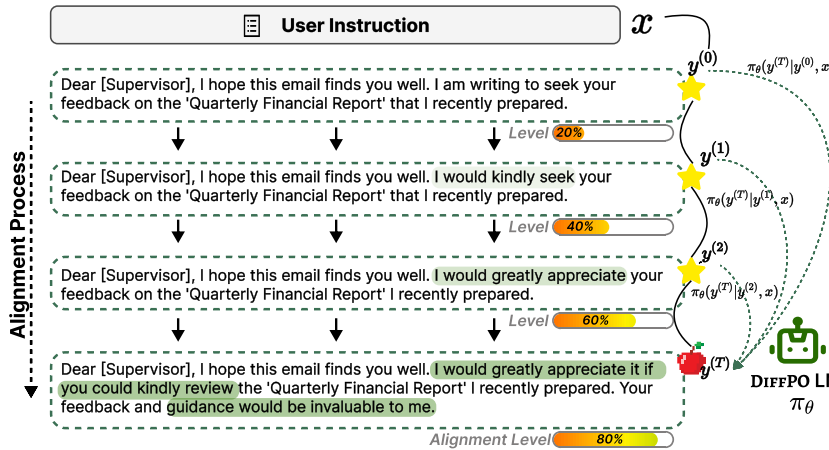 User Instruction
x
y^(0)
π_θ(y^(T)|y^(0), x
Dear [Supervisor], I hope this email finds you well. I am writing to seek your
feedback on the 'Quarterly Financial Report' that I recently prepared.
Level 20%
y^(1)
Dear [Supervisor], I hope this email finds you well. I would kindly seek your
feedback on the 'Quarterly Financial Report' that I recently prepared.
π_θ(y^(T)|y^(1), x)
Level 40%
y^(2)
Dear [Supervisor], I hope this email finds you well. I would greatly appreciate your
feedback on the 'Quarterly Financial Report' I recently prepared.
π_θ(y^(T)|y^(2), x)
Level 60%
Alignment Process
Dear [Supervisor], I hope this email finds you well. I would greatly appreciate it if
you could kindly review the 'Quarterly Financial Report' I recently prepared. Your
feedback and guidance would be invaluable to me.
y^(T)
DIFFPO
π_θ
Alignment Level 80%